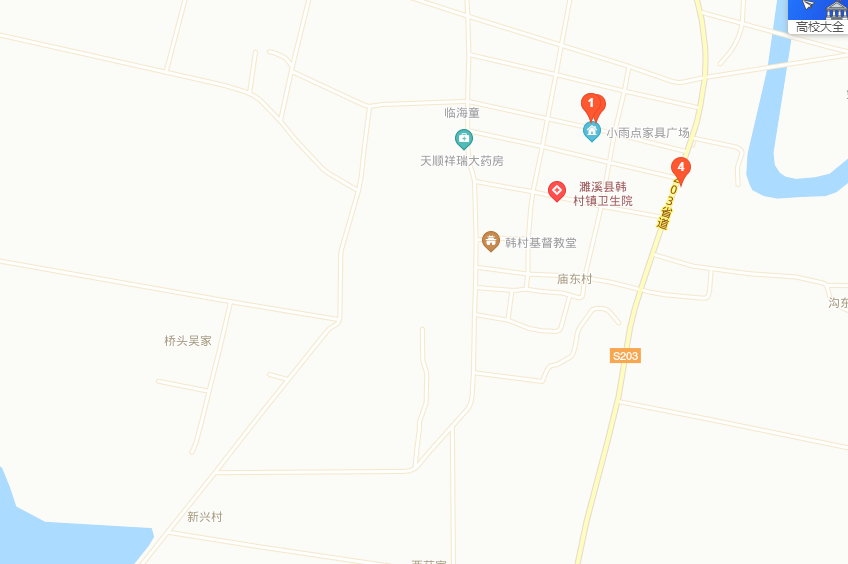 高校大全
1
临海童
小雨点家具广场
天顺祥瑞大药房
4
203省道
濉溪县韩
村镇卫生院
韩村基督教堂
庙东村
沟东
桥头吴家
S203
新兴村